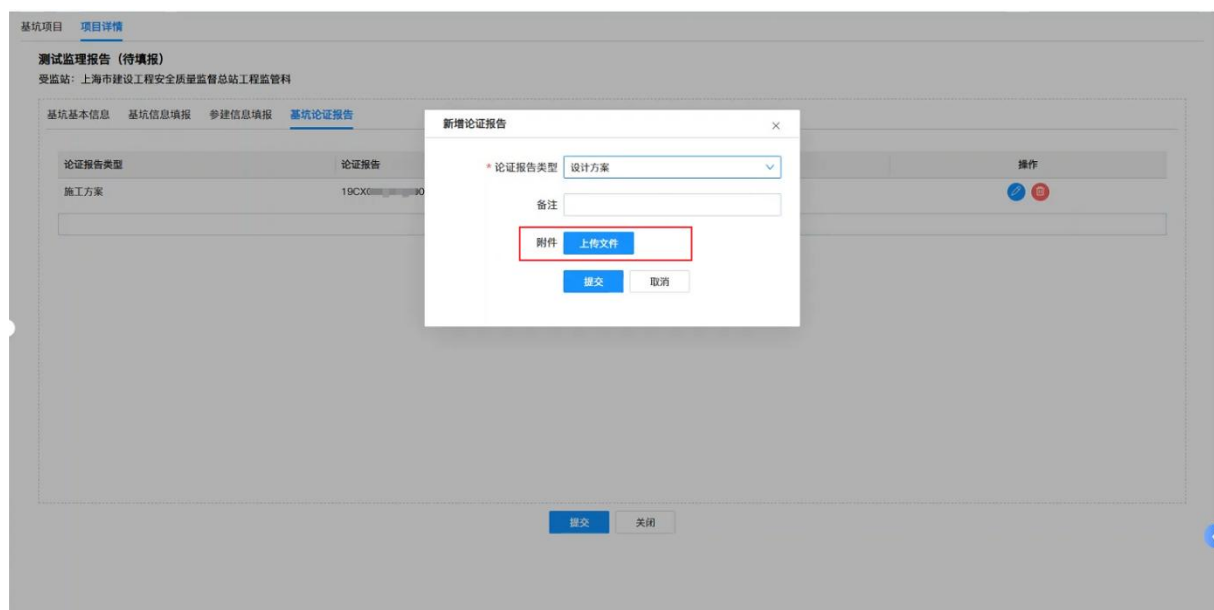 基坑项目 项目详情
测试监理报告（待填报）
受监站：上海市建设工程安全质量监督总站工程监管科
基坑基本信息 基坑信息填报 参建信息填报 基坑论证报告
论证报告类型 论证报告 操作
施工方案
新增论证报告
* 论证报告类型 设计方案
备注
附件 上传文件
提交 取消
提交 关闭